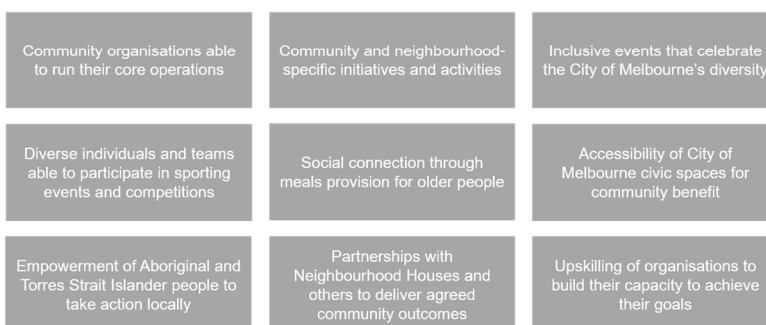 Community organisations able
to run their core operations
Community and neighbourhood-
specific initiatives and activities
Inclusive events that celebrate
the City of Melbourne's diversity
Diverse individuals and teams
able to participate in sporting
events and competitions
Social connection through
meals provision for older people
Accessibility of City of
Melbourne civic spaces for
community benefit
Empowerment of Aboriginal and
Torres Strait Islander people to
take action locally
Partnerships with
Neighbourhood Houses and
others to deliver agreed
community outcomes
Upskilling of organisations to
build their capacity to achieve
their goals